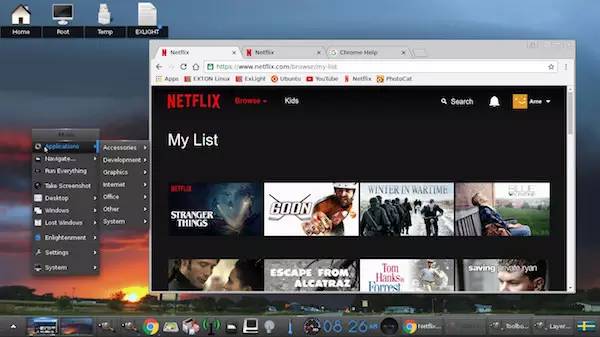 Home
Root
Temp
EXLIGHT
Netflix
Netflix
Chrome Help
https://www.netflix.com/browse/my-list
Apps
EXTON Linux
ExLight
Ubuntu
YouTube
Netflix
PhotoCat
NETFLIX
Browse
Kids
Search
Arne
My List
NETFLIX
STRANGER
THINGS
GOON
WINTER IN WARTIME
BLUE
ESCAPE FROM
ALCATRAZ
Tom
Hanks is
Forrest
saving private ryan
Applications
Navigate...
Run Everything
Take Screenshot
Desktop
Windows
Lost Windows
Enlightenment
Settings
System
Accessories
Development
Graphics
Internet
Office
Other
System
08:26
Netflix...
Toolbo...
Layer...